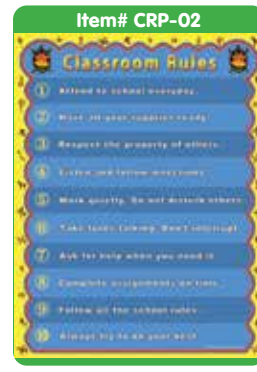 Item# CRP-02
Classroom Rules
1 Attend to school everyday.
2 Have all your supplies ready.
3 Respect the property of others.
4 Listen and follow directions.
5 Work quietly. Do not disturb others.
6 Take turns talking. Don't interrupt.
7 Ask for help when you need it.
8 Complete assignments on time.
9 Follow all the school rules.
10 Always try to do your best.